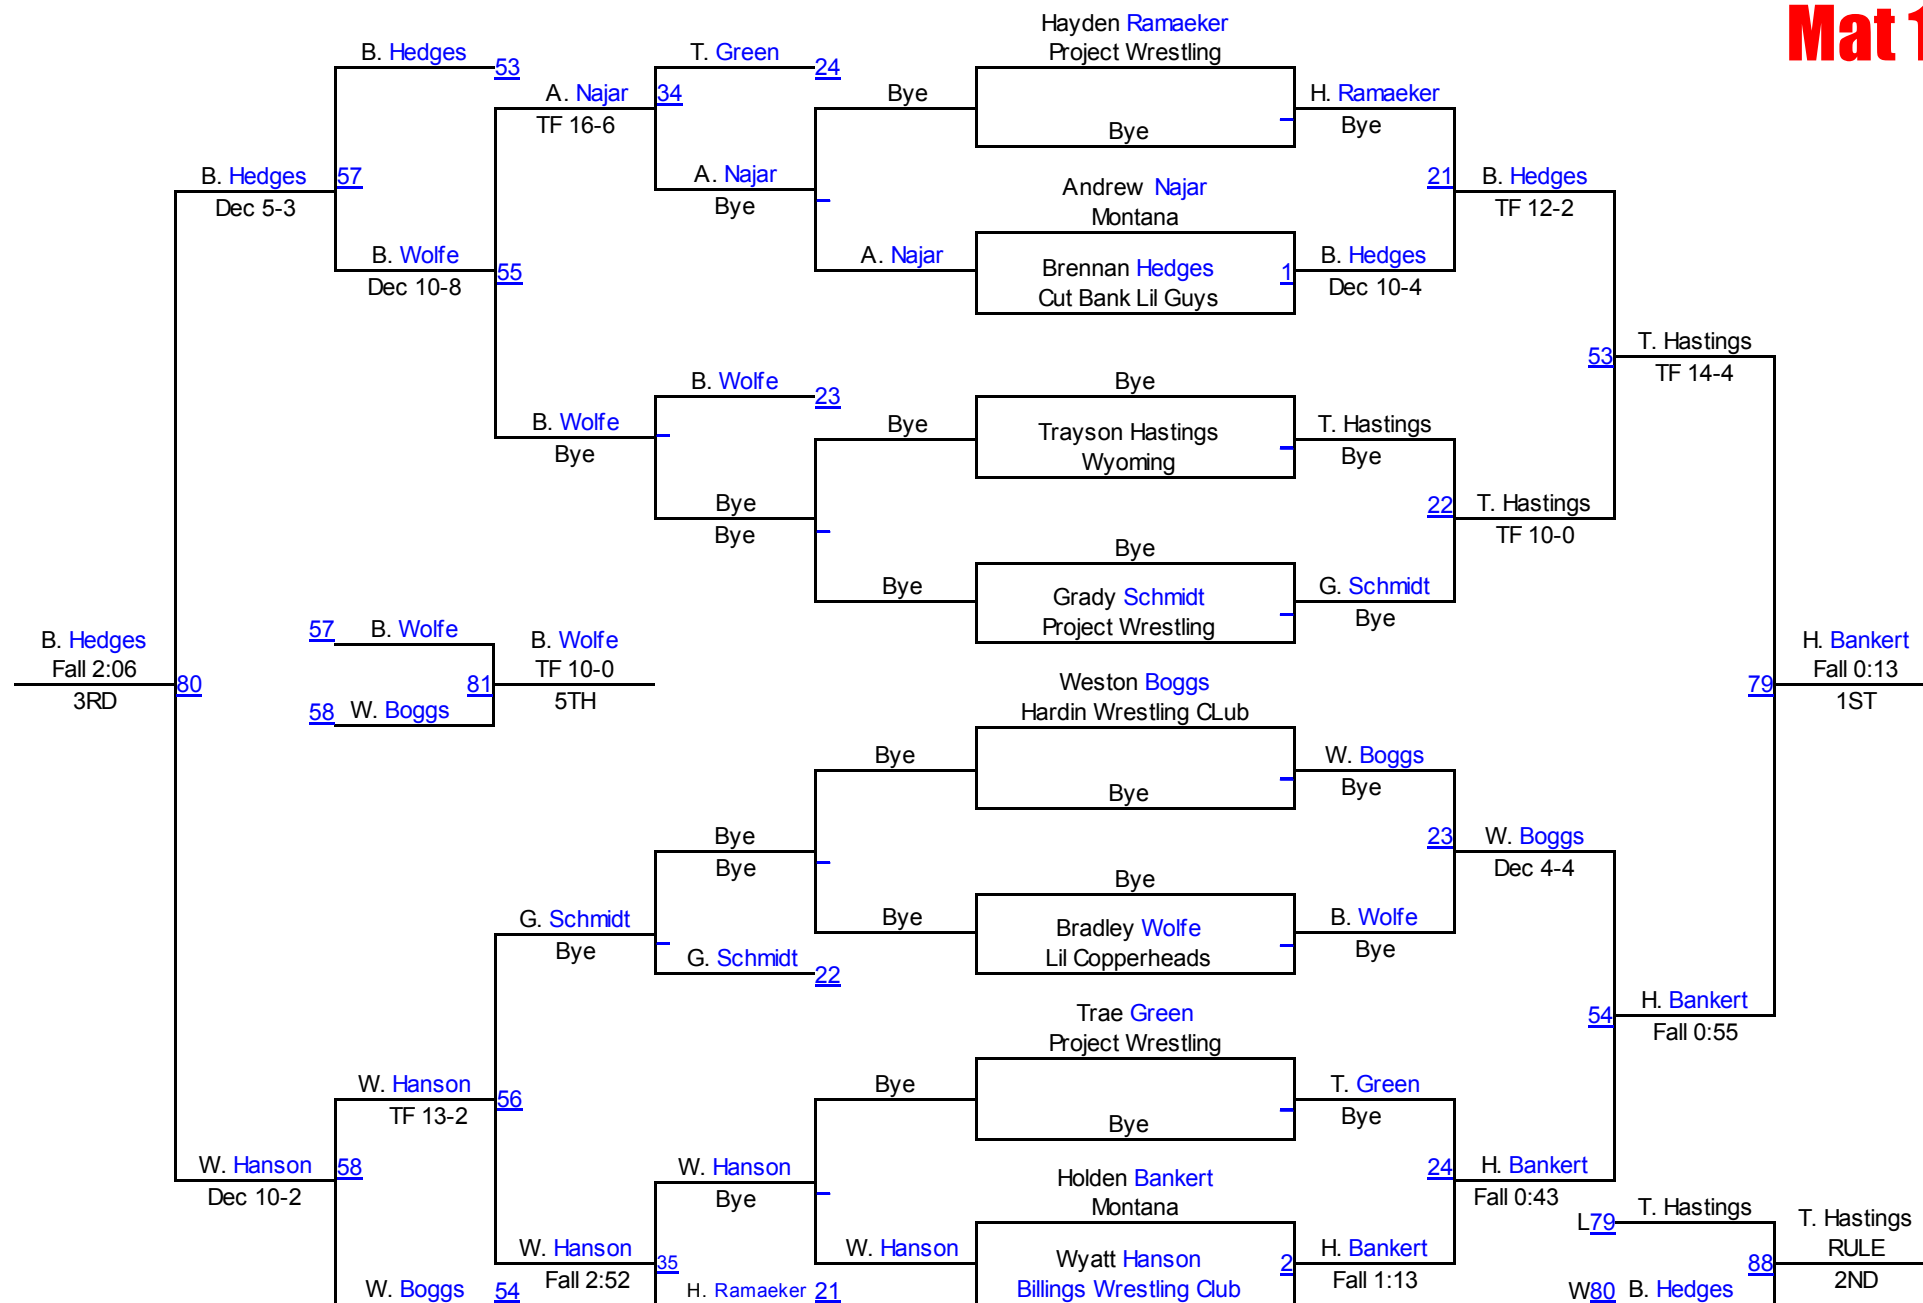 Mat 1
Hayden Ramaeker
Project Wrestling
B. Hedges
53
T. Green
24
A. Najar
34
TF 16-6
Bye
H. Ramaeker
Bye
Bye
B. Hedges
57
Dec 5-3
A. Najar
Bye
Andrew Najar
Montana
21
B. Hedges
TF 12-2
B. Wolfe
55
Dec 10-8
A. Najar
Brennan Hedges
1
Cut Bank Lil Guys
B. Hedges
Dec 10-4
53
T. Hastings
TF 14-4
B. Wolfe
23
Bye
B. Wolfe
Bye
Bye
Trayson Hastings
Wyoming
T. Hastings
Bye
Bye
Bye
22
T. Hastings
TF 10-0
Bye
Bye
Grady Schmidt
Project Wrestling
G. Schmidt
Bye
B. Hedges
Fall 2:06
80
3RD
57
B. Wolfe
B. Wolfe
TF 10-0
81
5TH
58
W. Boggs
Weston Boggs
Hardin Wrestling CLub
H. Bankert
Fall 0:13
79
1ST
Bye
W. Boggs
Bye
Bye
Bye
Bye
23
W. Boggs
Dec 4-4
Bye
G. Schmidt
Bye
Bye
Bradley Wolfe
Lil Copperheads
B. Wolfe
Bye
G. Schmidt
22
Trae Green
Project Wrestling
54
H. Bankert
Fall 0:55
W. Hanson
56
TF 13-2
Bye
T. Green
Bye
Bye
W. Hanson
58
Dec 10-2
W. Hanson
Bye
Holden Bankert
Montana
24
H. Bankert
Fall 0:43
W. Hanson
35
Fall 2:52
W. Hanson
Wyatt Hanson
2
Billings Wrestling Club
H. Bankert
Fall 1:13
L79
T. Hastings
T. Hastings
RULE
88
2ND
W. Boggs
54
H. Ramaeker
21
W80
B. Hedges